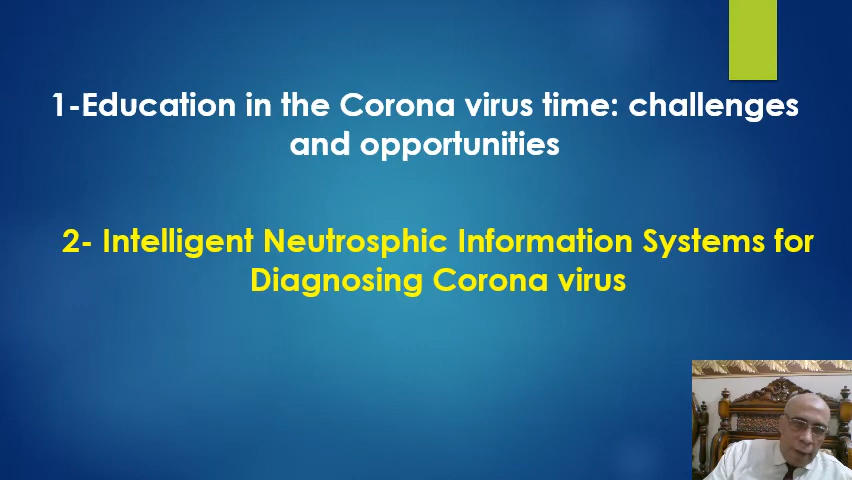 1-Education in the Corona virus time: challenges
and opportunities
2- Intelligent Neutrosphic Information Systems for
Diagnosing Corona virus